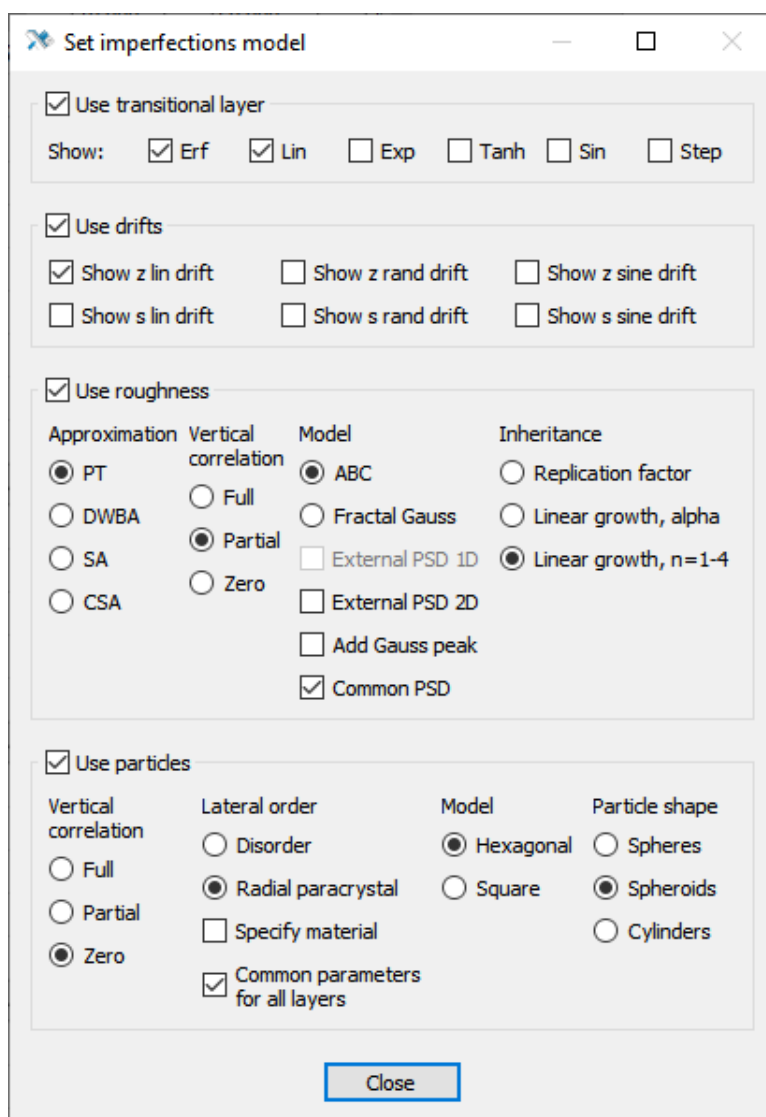 Set imperfections model
Use transitional layer
Show: Erf Lin Exp Tanh Sin Step
Use drifts
Show z lin drift Show z rand drift Show z sine drift
Show s lin drift Show s rand drift Show s sine drift
Use roughness
Approximation
PT
DWBA
SA
CSA
Vertical
correlation
Full
Partial
Zero
Model
ABC
Fractal Gauss
External PSD 1D
External PSD 2D
Add Gauss peak
Common PSD
Inheritance
Replication factor
Linear growth, alpha
Linear growth, n=1-4
Use particles
Vertical
correlation
Full
Partial
Zero
Lateral order
Disorder
Radial paracrystal
Specify material
Common parameters
for all layers
Model
Hexagonal
Square
Particle shape
Spheres
Spheroids
Cylinders
Close